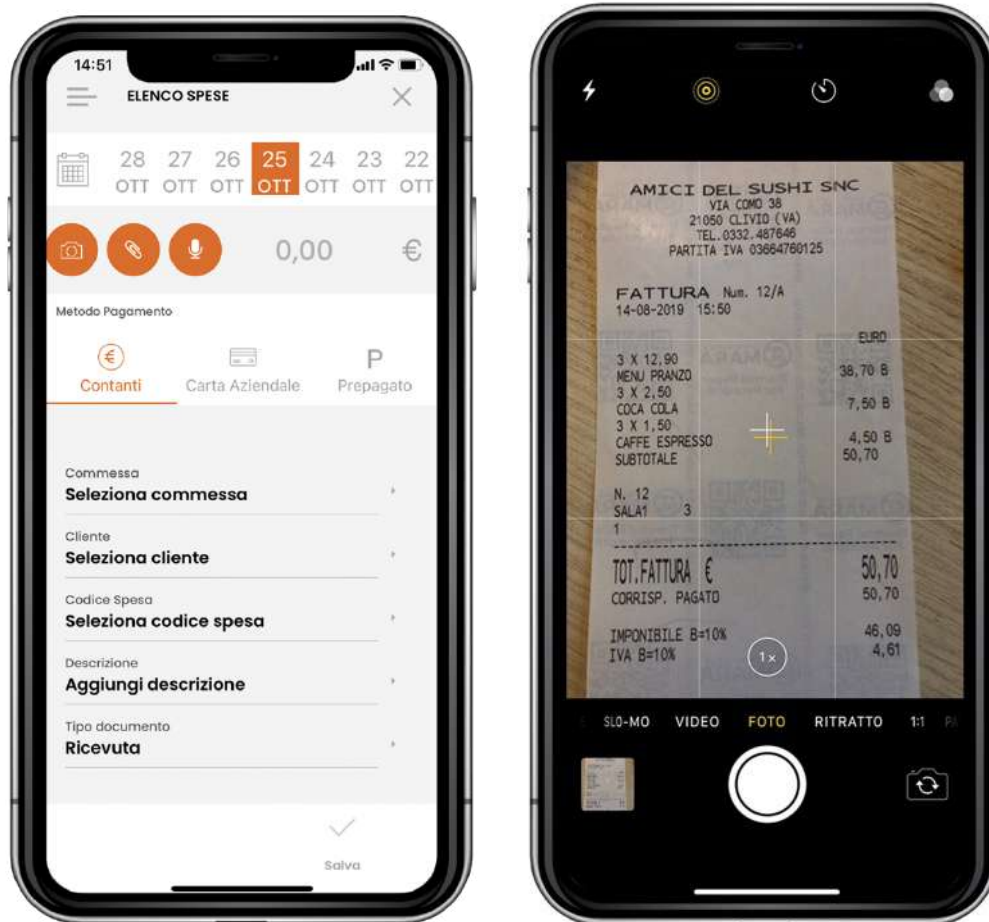 14:51
ELENCO SPESE
28 27 26 25 24 23 22
OTT OTT OTT OTT OTT OTT OTT
0,00 €
Metodo Pagamento
€ P
Contanti Carta Aziendale Prepagato
Commessa
Seleziona commessa
Cliente
Seleziona cliente
Codice Spesa
Seleziona codice spesa
Descrizione
Aggiungi descrizione
Tipo documento
Ricevuta
Salva
AMICI DEL SUSHI SNC
VIA COMO 38
21050 CLIVIO (VA)
TEL.0332.487646
PARTITA IVA 03664760125
FATTURA Num. 12/A
14-08-2019 15:50
EURO
3 X 12,90
MENU PRANZO 38,70 B
3 X 2,50
COCA COLA 7,50 B
3 X 1,50
CAFFE ESPRESSO 4,50 B
SUBTOTALE 50,70
N. 12
SALA1 3
1
TOT.FATTURA € 50,70
CORRISP. PAGATO 50,70
IMPONIBILE B=10% 46,09
IVA B=10% 4,61
1x
SLO-MO VIDEO FOTO RITRATTO 1:1 PA